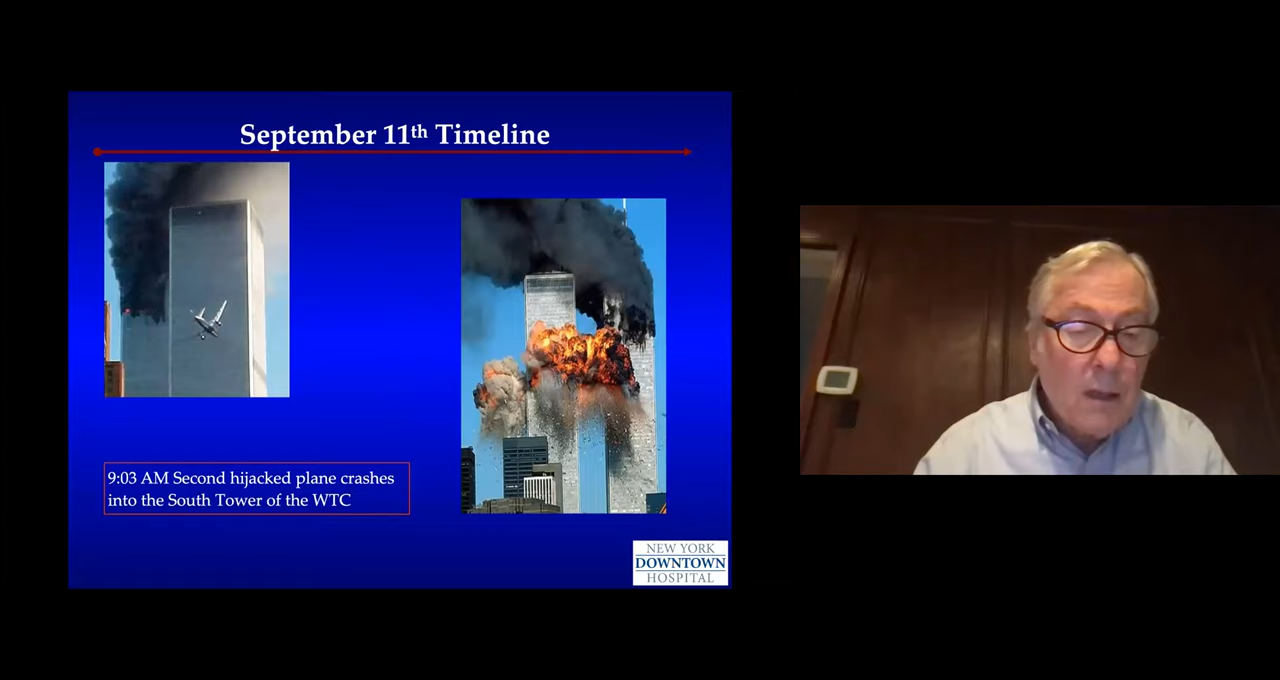 September 11th Timeline
9:03 AM Second hijacked plane crashes
into the South Tower of the WTC
NEW YORK
DOWNTOWN
HOSPITAL